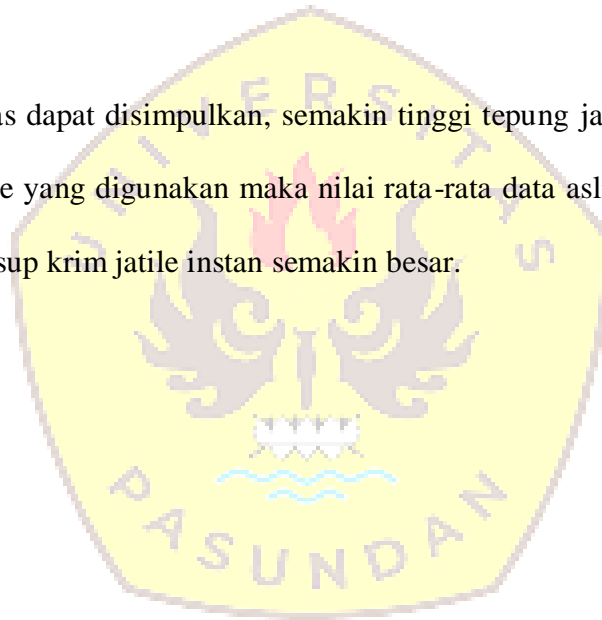 as dapat disimpulkan, semakin tinggi tepung ja
e yang digunakan maka nilai rata-rata data asl
sup krim jatile instan semakin besar.
UNIVERSITAS
PASUNDAN